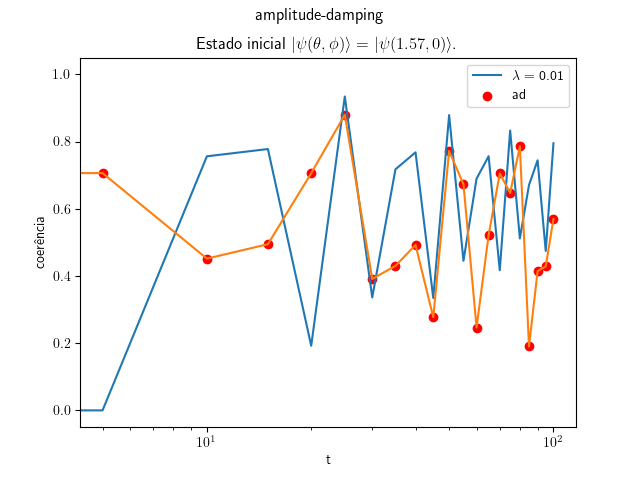 amplitude-damping
Estado inicial |ψ(θ, ϕ)⟩ = |ψ(1.57, 0)⟩.
λ = 0.01
ad
coerência
1.0
0.8
0.6
0.4
0.2
0.0
10¹
10²
t